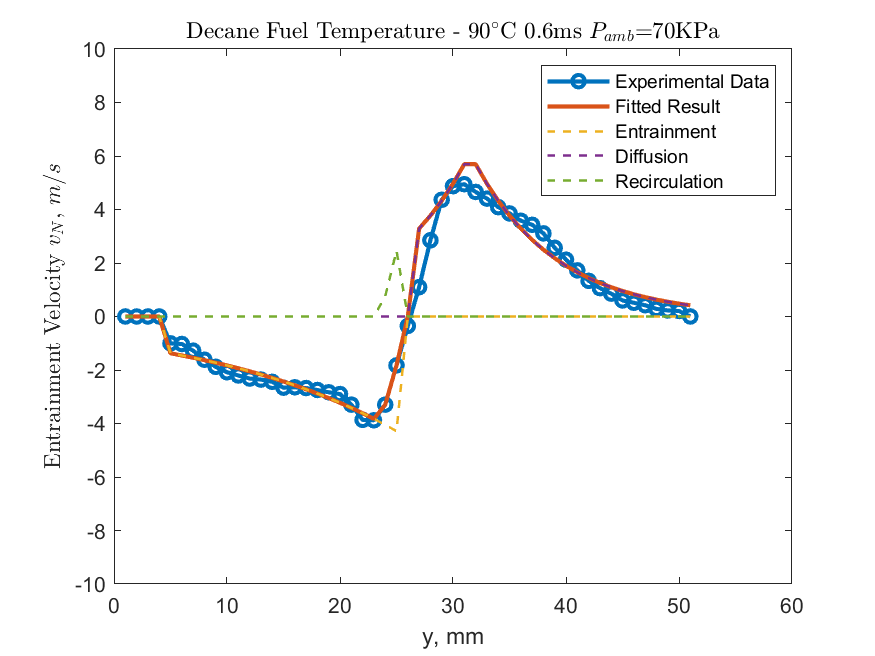 Decane Fuel Temperature - 90°C 0.6ms P_amb=70KPa
Experimental Data
Fitted Result
Entrainment
Diffusion
Recirculation
Entrainment Velocity v_N, m/s
10
8
6
4
2
0
-2
-4
-6
-8
-10
0 10 20 30 40 50 60
y, mm